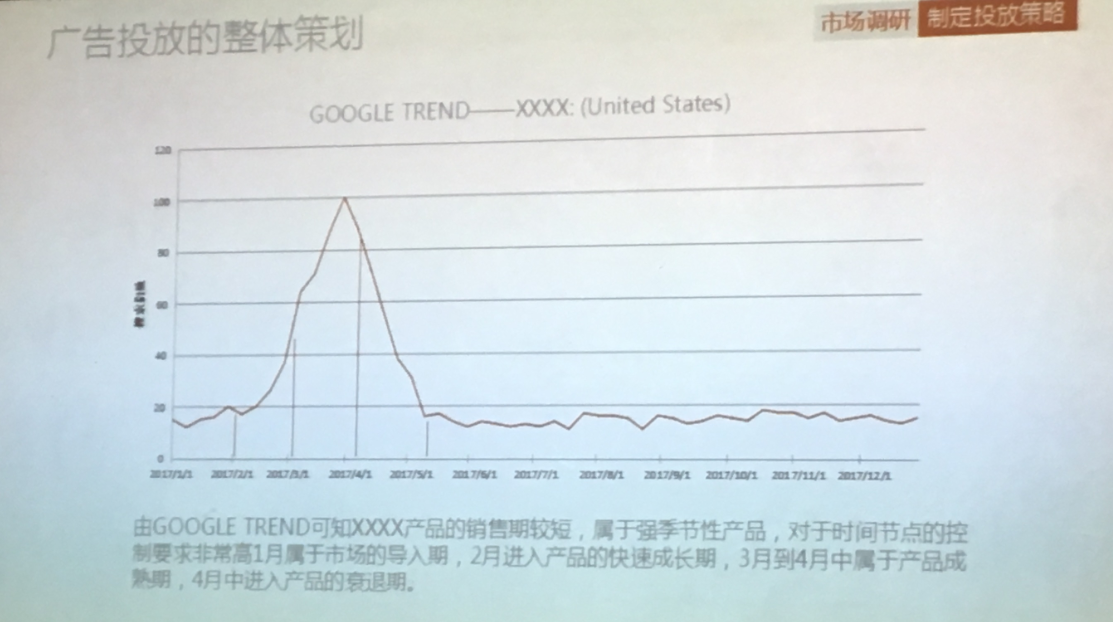 广告投放的整体策划
市场调研 制定投放策略
GOOGLE TREND——XXXX: (United States)
120
100
80
60
40
20
0
2017/1/1 2017/2/1 2017/3/1 2017/4/1 2017/5/1 2017/6/1 2017/7/1 2017/8/1 2017/9/1 2017/10/1 2017/11/1 2017/12/1
由GOOGLE TREND可知XXXX产品的销售期较短，属于强季节性产品，对于时间节点的控
制要求非常高1月属于市场的导入期，2月进入产品的快速成长期，3月到4月中属于产品成
熟期，4月中进入产品的衰退期。